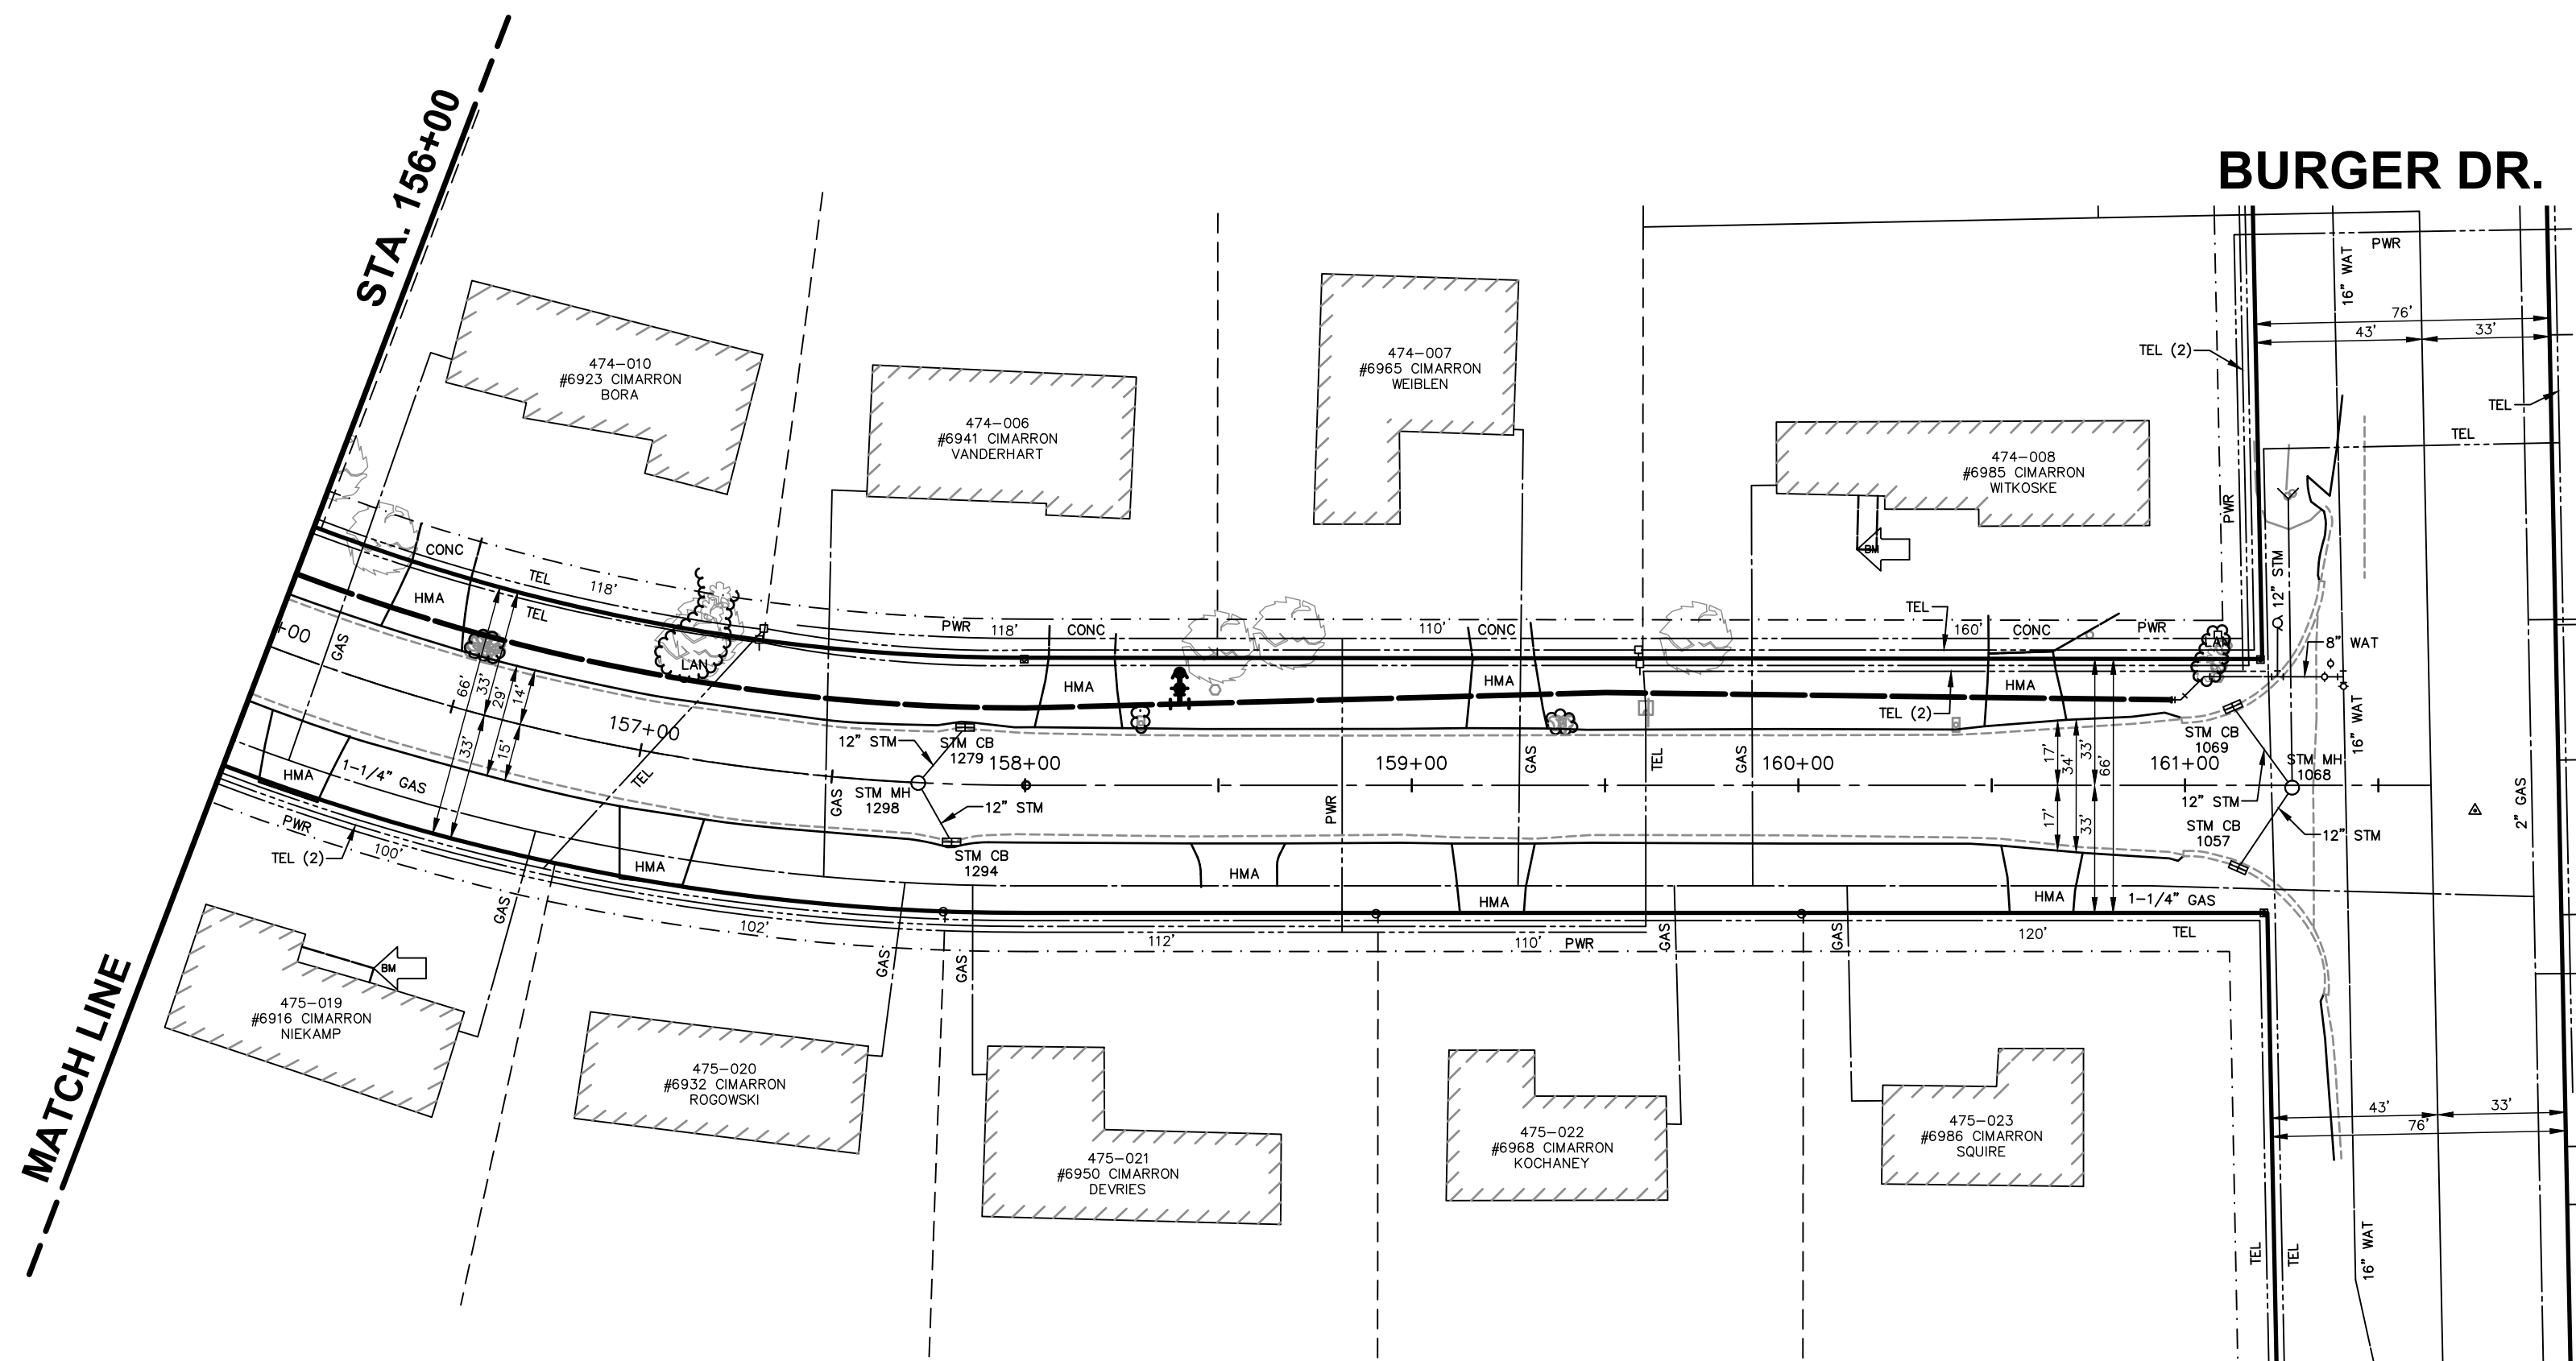 STA. 156+00
BURGER DR.
PWR
16" WAT
76'
43'
33'
TEL (2)
TEL
TEL
474-010
#6923 CIMARRON
BORA
474-006
#6941 CIMARRON
VANDERHART
474-007
#6965 CIMARRON
WEIBLEN
474-008
#6985 CIMARRON
WITKOSKE
BM
PWR
12" STM
CONC
HMA
TEL
118'
TEL
LAN
PWR
118'
CONC
HMA
110'
CONC
HMA
TEL
160'
CONC
PWR
HMA
LAN
8" WAT
TEL (2)
16" WAT
+00
GAS
66'
33'
29'
14'
33'
15'
157+00
TEL
12" STM
STM CB
1279
158+00
STM MH
1298
12" STM
STM CB
1294
GAS
PWR
159+00
GAS
TEL
GAS
160+00
17'
34'
33'
66'
17'
33'
161+00
STM CB
1069
STM MH
1068
12" STM
STM CB
1057
12" STM
2" GAS
HMA
1-1/4" GAS
PWR
TEL (2)
100'
HMA
HMA
HMA
HMA
1-1/4" GAS
GAS
102'
GAS
GAS
112'
110'
PWR
GAS
GAS
120'
TEL
BM
475-019
#6916 CIMARRON
NIEKAMP
475-020
#6932 CIMARRON
ROGOWSKI
475-021
#6950 CIMARRON
DEVRIES
475-022
#6968 CIMARRON
KOCHANEY
475-023
#6986 CIMARRON
SQUIRE
43'
33'
76'
TEL
TEL
16" WAT
MATCH LINE